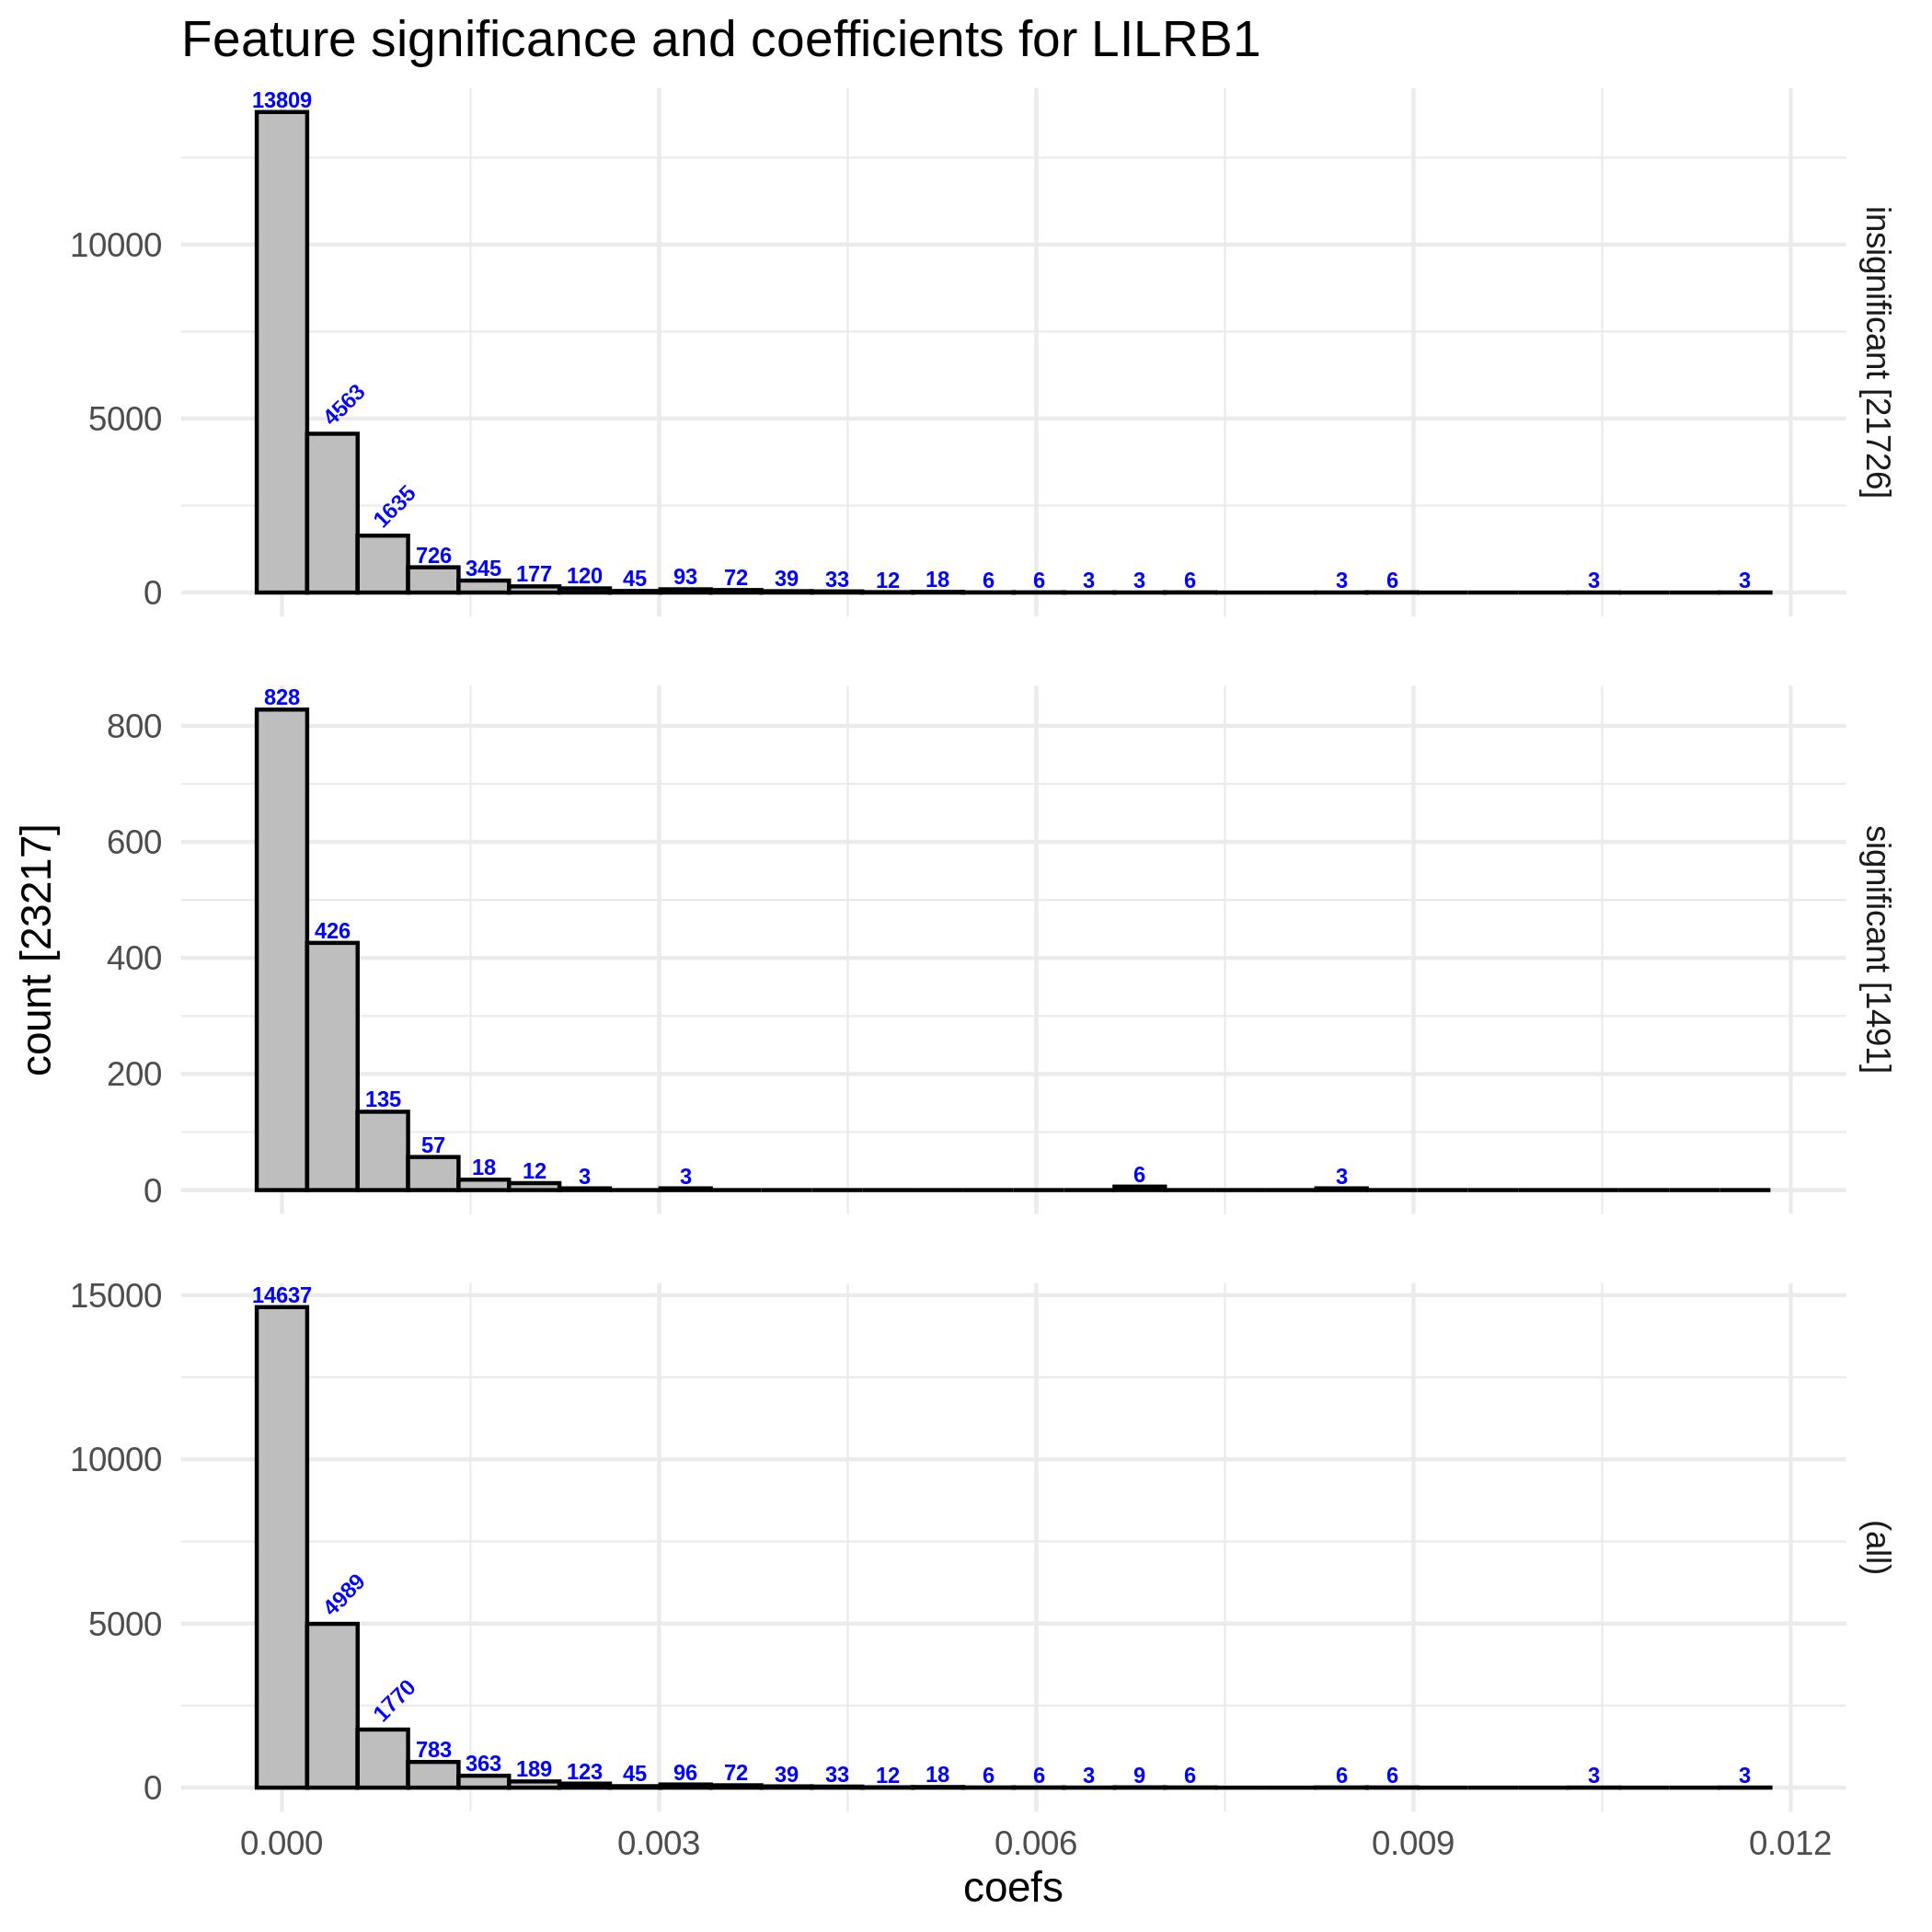 Feature significance and coefficients for LILRB1
13809
4563
1635
726 345 177 120 45 93 72 39 33 12 18 6 6 3 3 6 3 6 3 3
10000
5000
0
insignificant [21726]
828
426
135
57 18 12 3 3 6 3
800
600
400
200
0
significant [1491]
count [23217]
14637
4989
1770
783 363 189 123 45 96 72 39 33 12 18 6 6 3 9 6 6 6 3 3
15000
10000
5000
0
(all)
0.000 0.003 0.006 0.009 0.012
coefs